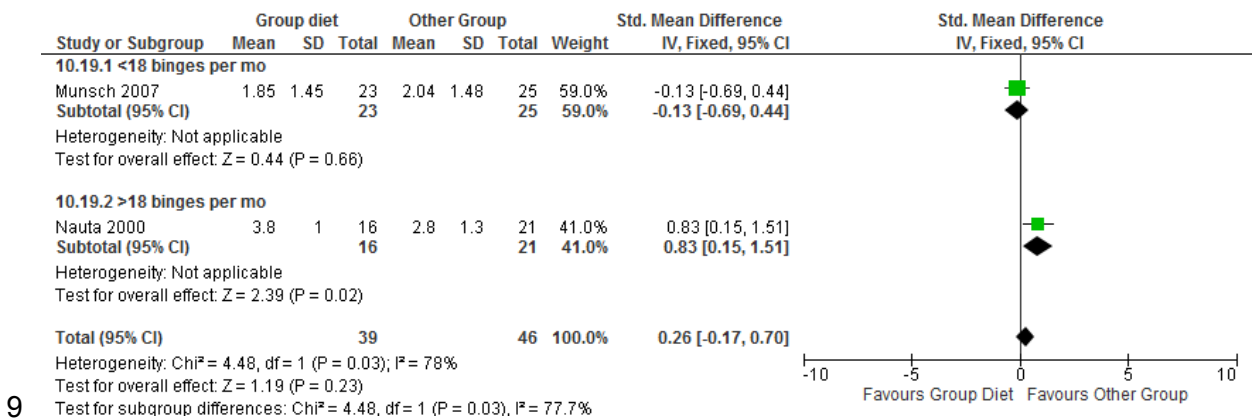 Group diet Other Group Std. Mean Difference Std. Mean Difference
Study or Subgroup Mean SD Total Mean SD Total Weight IV, Fixed, 95% CI IV, Fixed, 95% CI
10.19.1 <18 binges per mo
Munsch 2007 1.85 1.45 23 2.04 1.48 25 59.0% -0.13 [-0.69, 0.44]
Subtotal (95% CI) 23 25 59.0% -0.13 [-0.69, 0.44]
Heterogeneity: Not applicable
Test for overall effect: Z = 0.44 (P = 0.66)
10.19.2 >18 binges per mo
Nauta 2000 3.8 1 16 2.8 1.3 21 41.0% 0.83 [0.15, 1.51]
Subtotal (95% CI) 16 21 41.0% 0.83 [0.15, 1.51]
Heterogeneity: Not applicable
Test for overall effect: Z = 2.39 (P = 0.02)
Total (95% CI) 39 46 100.0% 0.26 [-0.17, 0.70]
Heterogeneity: Chi² = 4.48, df = 1 (P = 0.03); I² = 78%
Test for overall effect: Z = 1.19 (P = 0.23)
9 Test for subgroup differences: Chi² = 4.48, df = 1 (P = 0.03), I² = 77.7%
-10 -5 0 5 10
Favours Group Diet Favours Other Group